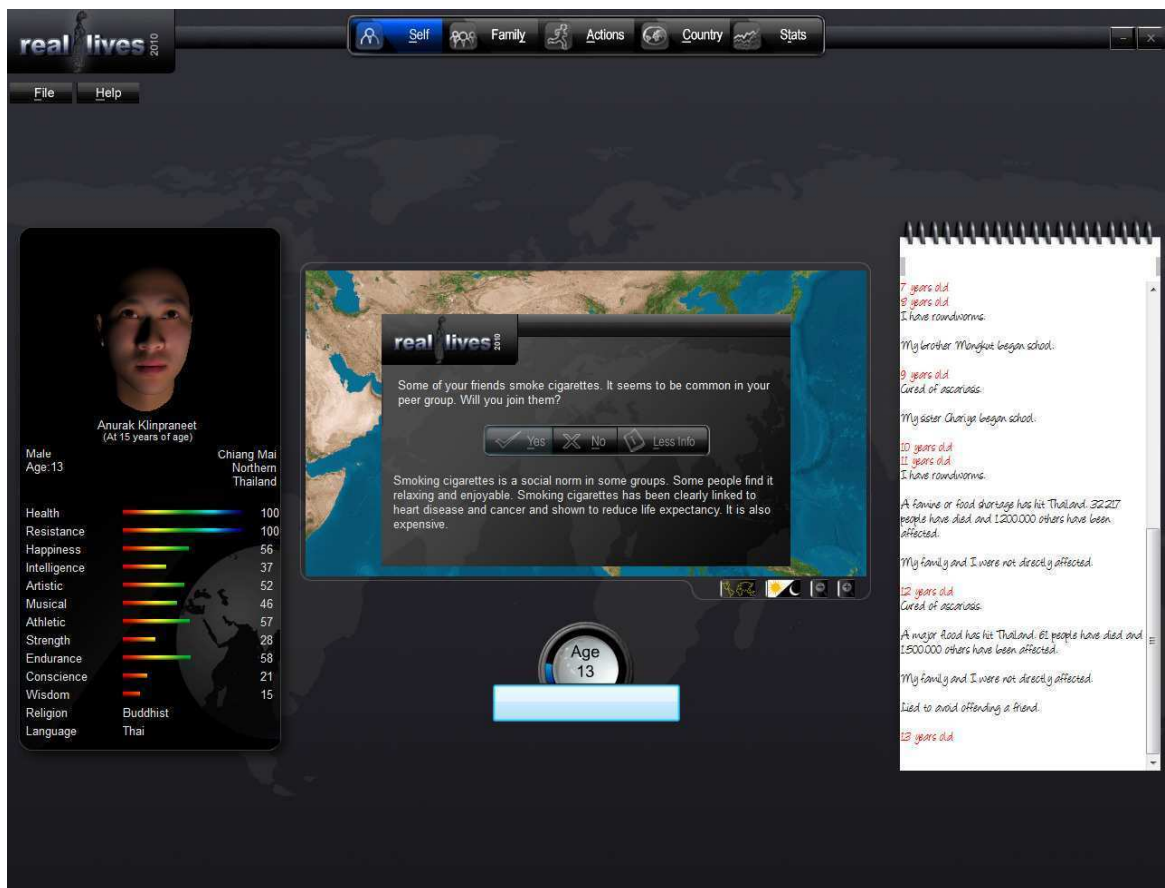 real lives 2010
Self Family Actions Country Stats
File Help
Anurak Klinpraneet
(At 15 years of age)
Male
Age:13
Chiang Mai
Northern
Thailand
Health 100
Resistance 100
Happiness 56
Intelligence 37
Artistic 52
Musical 46
Athletic 57
Strength 28
Endurance 58
Conscience 21
Wisdom 15
Religion Buddhist
Language Thai
real lives 2010
Some of your friends smoke cigarettes. It seems to be common in your
peer group. Will you join them?
Yes No Less Info
Smoking cigarettes is a social norm in some groups. Some people find it
relaxing and enjoyable. Smoking cigarettes has been clearly linked to
heart disease and cancer and shown to reduce life expectancy. It is also
expensive.
Age
13
7 years old
8 years old
I have roundworms.
My brother Mongkut began school.
9 years old
Cured of ascariasis.
My sister Chariya began school.
10 years old
11 years old
I have roundworms.
A famine or food shortage has hit Thailand. 32217
people have died and 1200000 others have been
affected.
My family and I were not directly affected.
12 years old
Cured of ascariasis.
A major flood has hit Thailand. 61 people have died and
1500000 others have been affected.
My family and I were not directly affected.
Lied to avoid offending a friend.
13 years old